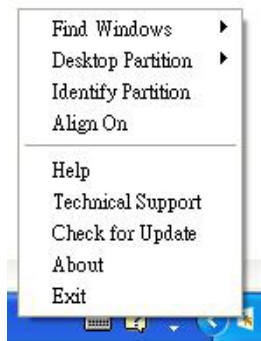 Find Windows
Desktop Partition
Identify Partition
Align On
Help
Technical Support
Check for Update
About
Exit